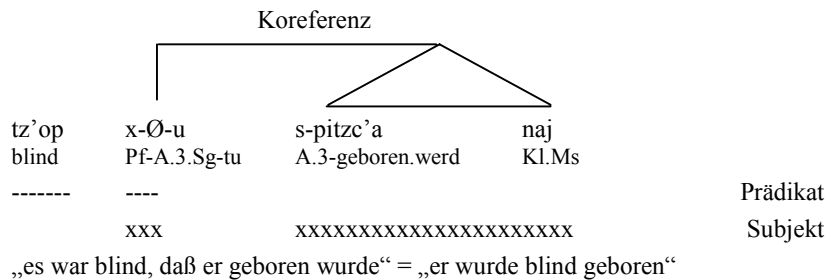 Koreferenz
tz’op x-Ø-u s-pitzc’a naj
blind Pf-A.3.Sg-tu A.3-geboren.werd Kl.Ms
------- ---- Prädikat
xxx xxxxxxxxxxxxxxxxxxxxxx Subjekt
„es war blind, daß er geboren wurde“ = „er wurde blind geboren“